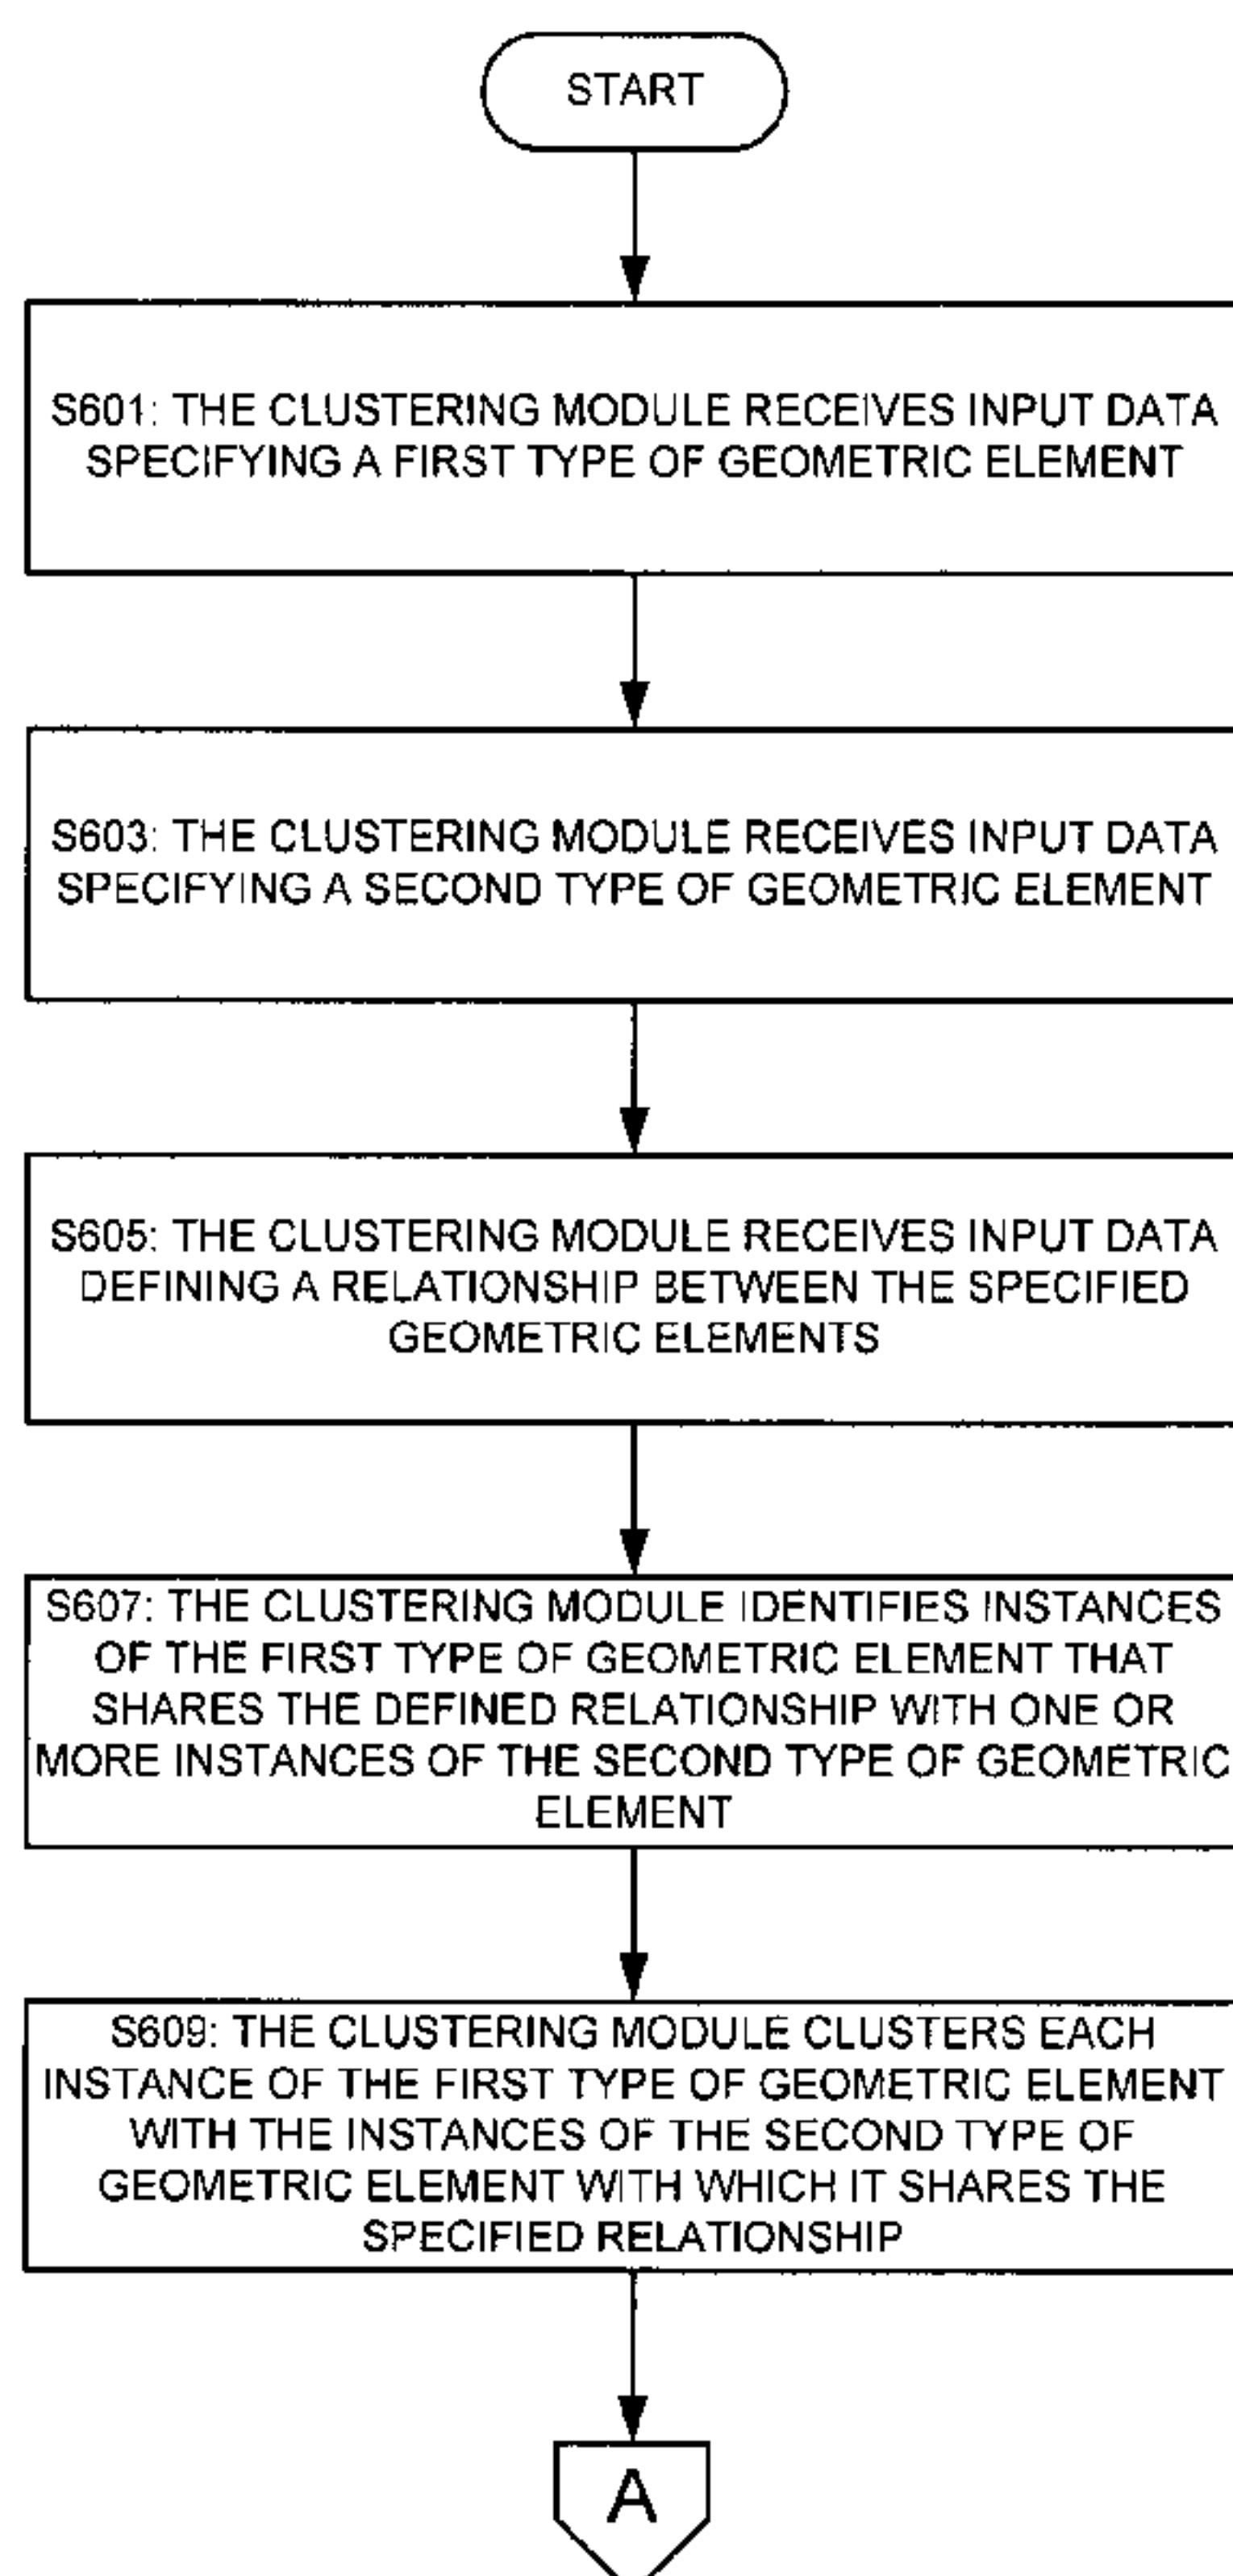 START
S601: THE CLUSTERING MODULE RECEIVES INPUT DATA
SPECIFYING A FIRST TYPE OF GEOMETRIC ELEMENT
S603: THE CLUSTERING MODULE RECEIVES INPUT DATA
SPECIFYING A SECOND TYPE OF GEOMETRIC ELEMENT
S605: THE CLUSTERING MODULE RECEIVES INPUT DATA
DEFINING A RELATIONSHIP BETWEEN THE SPECIFIED
GEOMETRIC ELEMENTS
S607: THE CLUSTERING MODULE IDENTIFIES INSTANCES
OF THE FIRST TYPE OF GEOMETRIC ELEMENT THAT
SHARES THE DEFINED RELATIONSHIP WITH ONE OR
MORE INSTANCES OF THE SECOND TYPE OF GEOMETRIC
ELEMENT
S609: THE CLUSTERING MODULE CLUSTERS EACH
INSTANCE OF THE FIRST TYPE OF GEOMETRIC ELEMENT
WITH THE INSTANCES OF THE SECOND TYPE OF
GEOMETRIC ELEMENT WITH WHICH IT SHARES THE
SPECIFIED RELATIONSHIP
A